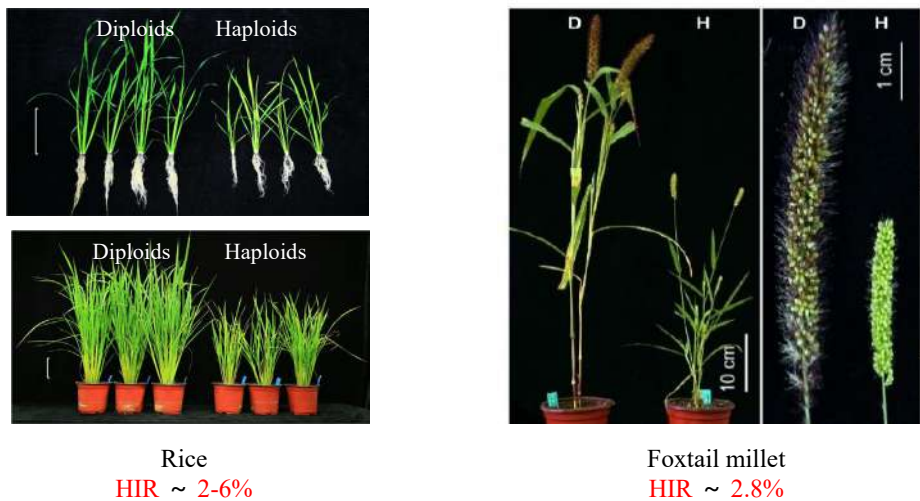 Diploids Haploids
Diploids Haploids
Rice
HIR ~ 2-6%
D H
10 cm
D H
1 cm
Foxtail millet
HIR ~ 2.8%